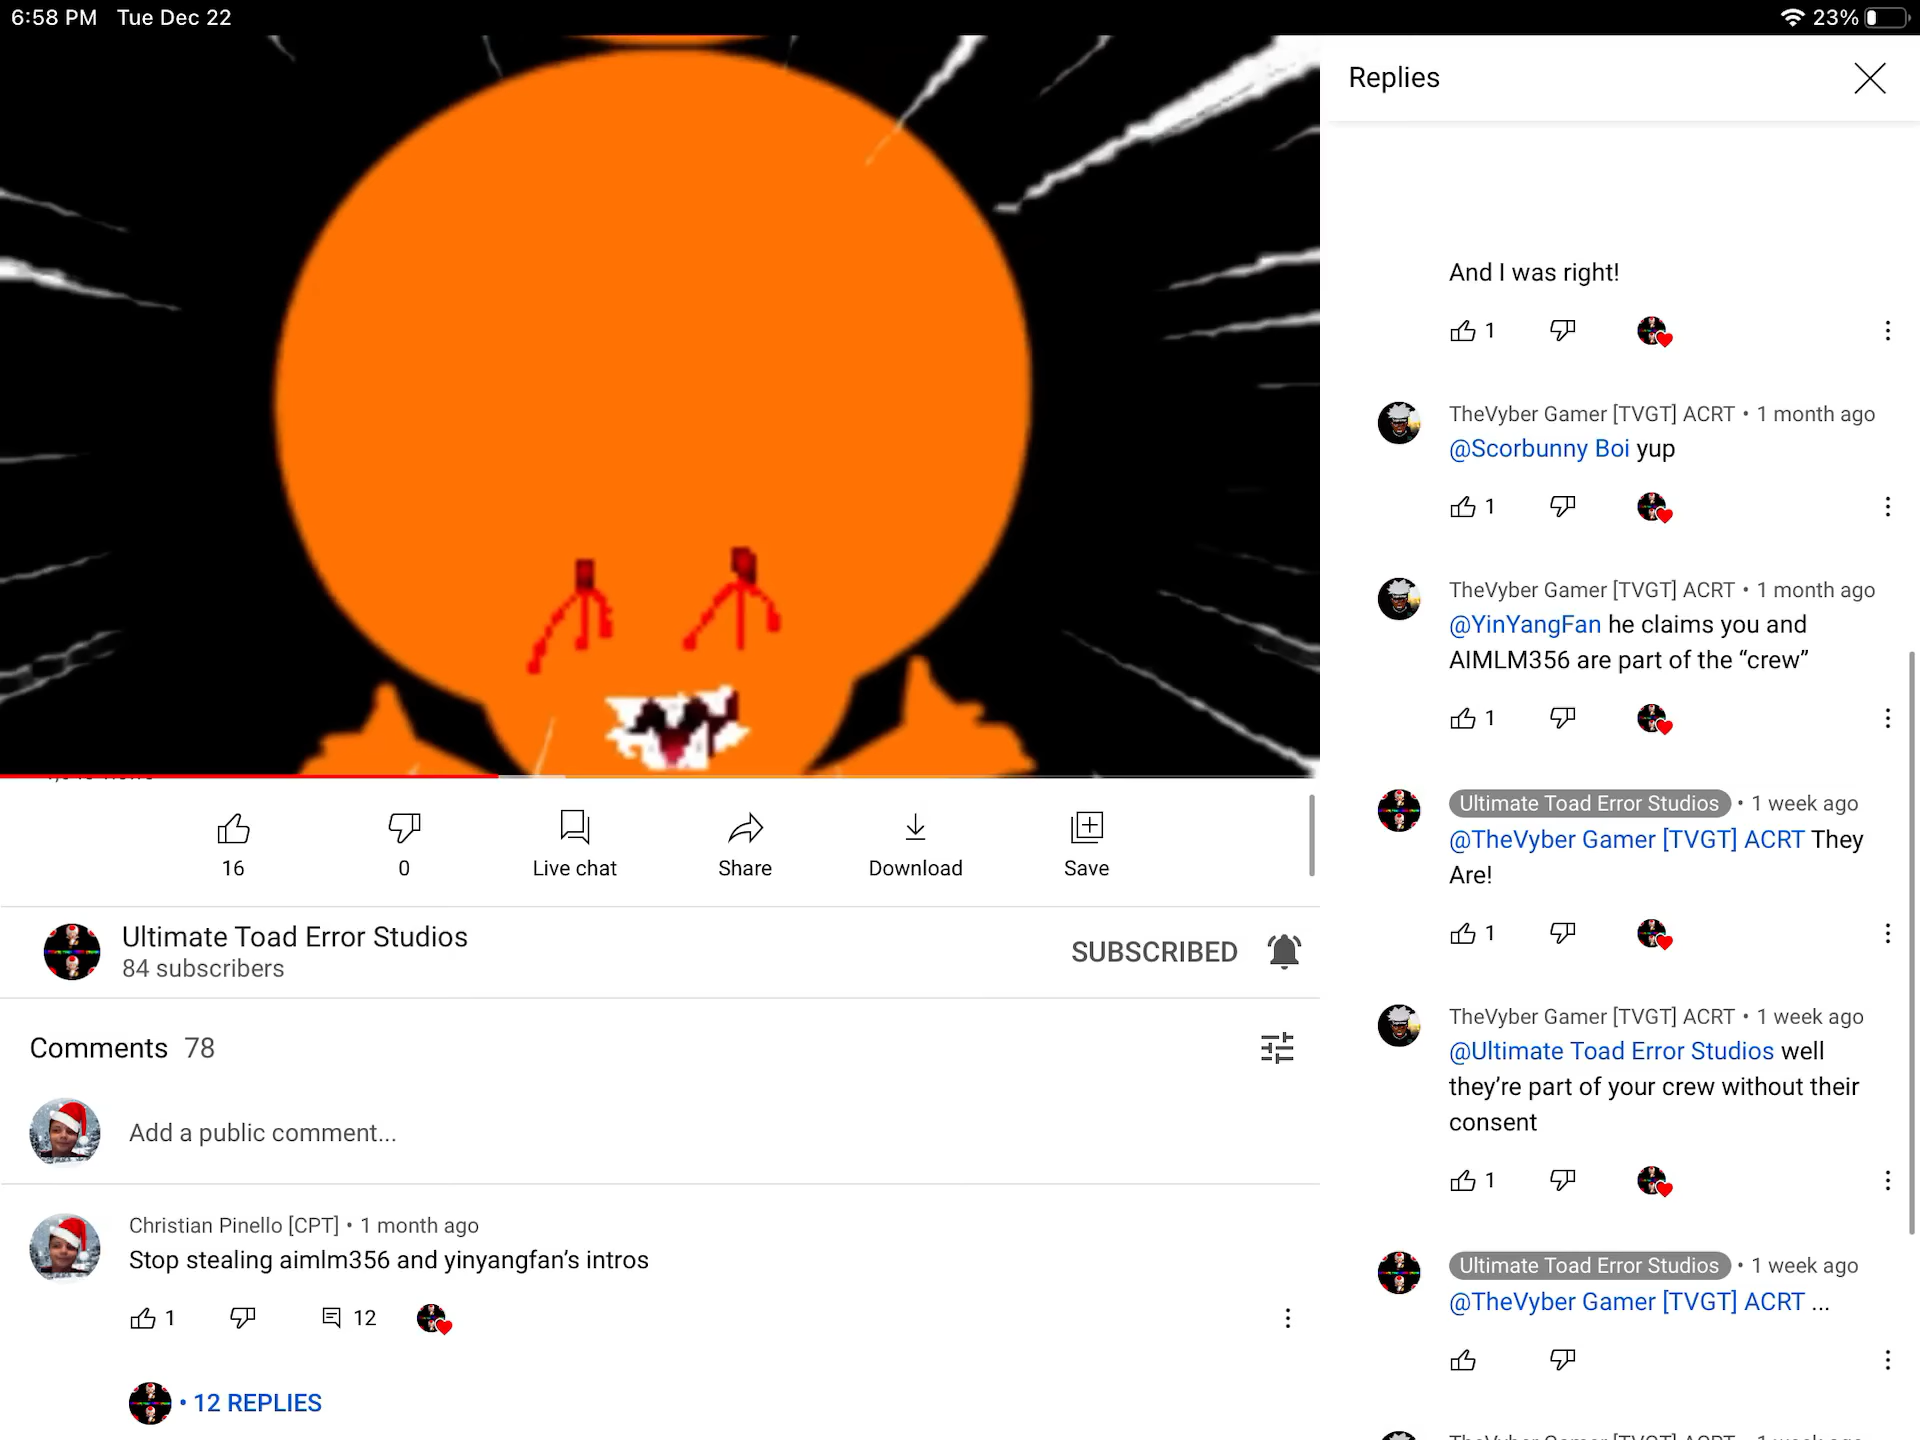 6:58 PM Tue Dec 22
23%
Replies
And I was right!
1
TheVyber Gamer [TVGT] ACRT • 1 month ago
@Scorbunny Boi yup
1
TheVyber Gamer [TVGT] ACRT • 1 month ago
@YinYangFan he claims you and
AIMLM356 are part of the “crew”
1
Ultimate Toad Error Studios • 1 week ago
@TheVyber Gamer [TVGT] ACRT They
Are!
1
TheVyber Gamer [TVGT] ACRT • 1 week ago
@Ultimate Toad Error Studios well
they’re part of your crew without their
consent
1
Ultimate Toad Error Studios • 1 week ago
@TheVyber Gamer [TVGT] ACRT ...
16
0
Live chat
Share
Download
Save
Ultimate Toad Error Studios
84 subscribers
SUBSCRIBED
Comments 78
Add a public comment...
Christian Pinello [CPT] • 1 month ago
Stop stealing aimlm356 and yinyangfan’s intros
1
12
• 12 REPLIES